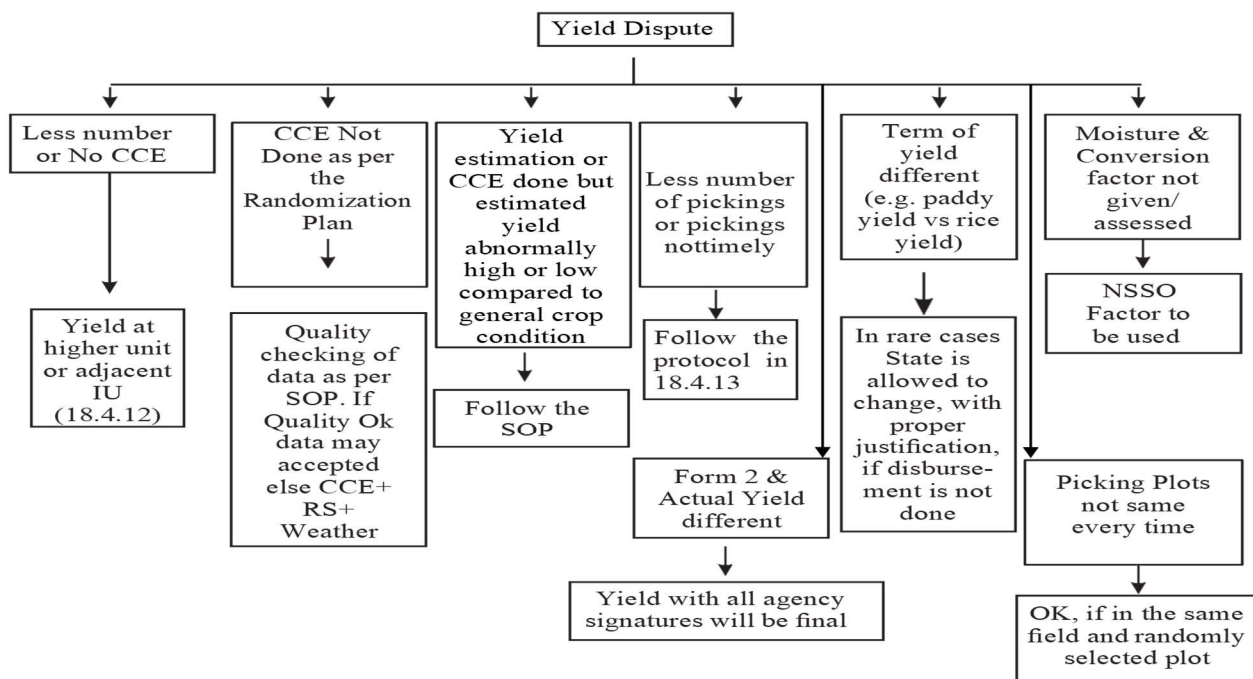 Yield Dispute
Less number
or No CCE
Yield at
higher unit
or adjacent
IU
(18.4.12)
CCE Not
Done as per
the
Randomization
Plan
Quality
checking of
data as per
SOP. If
Quality Ok
data may
accepted
else CCE+
RS+
Weather
Yield
estimation or
CCE done but
estimated
yield
abnormally
high or low
compared to
general crop
condition
Follow the
SOP
Less number
of pickings
or pickings
nottimely
Follow the
protocol in
18.4.13
Form 2 &
Actual Yield
different
Yield with all agency
signatures will be final
Term of
yield
different
(e.g. paddy
yield vs rice
yield)
In rare cases
State is
allowed to
change, with
proper
justification,
if disburse-
ment is not
done
Picking Plots
not same
every time
OK, if in the same
field and randomly
selected plot
Moisture &
Conversion
factor not
given/
assessed
NSSO
Factor to
be used